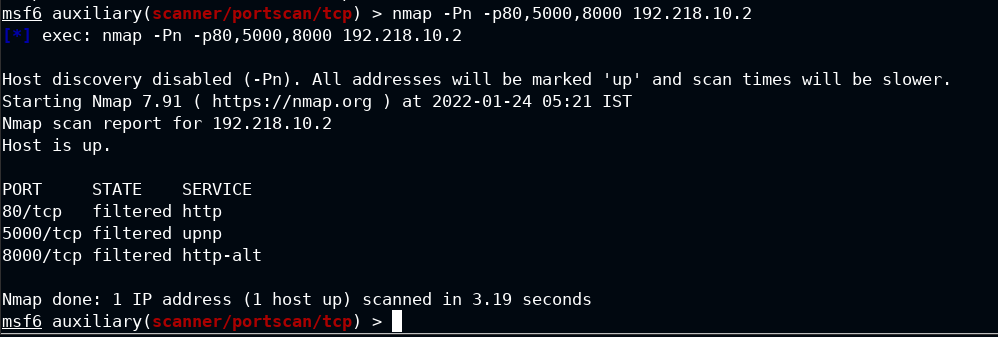 msf6 auxiliary(scanner/portscan/tcp) > nmap -Pn -p80,5000,8000 192.218.10.2
[*] exec: nmap -Pn -p80,5000,8000 192.218.10.2

Host discovery disabled (-Pn). All addresses will be marked 'up' and scan times will be slower.
Starting Nmap 7.91 ( https://nmap.org ) at 2022-01-24 05:21 IST
Nmap scan report for 192.218.10.2
Host is up.

PORT     STATE    SERVICE
80/tcp   filtered http
5000/tcp filtered upnp
8000/tcp filtered http-alt

Nmap done: 1 IP address (1 host up) scanned in 3.19 seconds
msf6 auxiliary(scanner/portscan/tcp) >